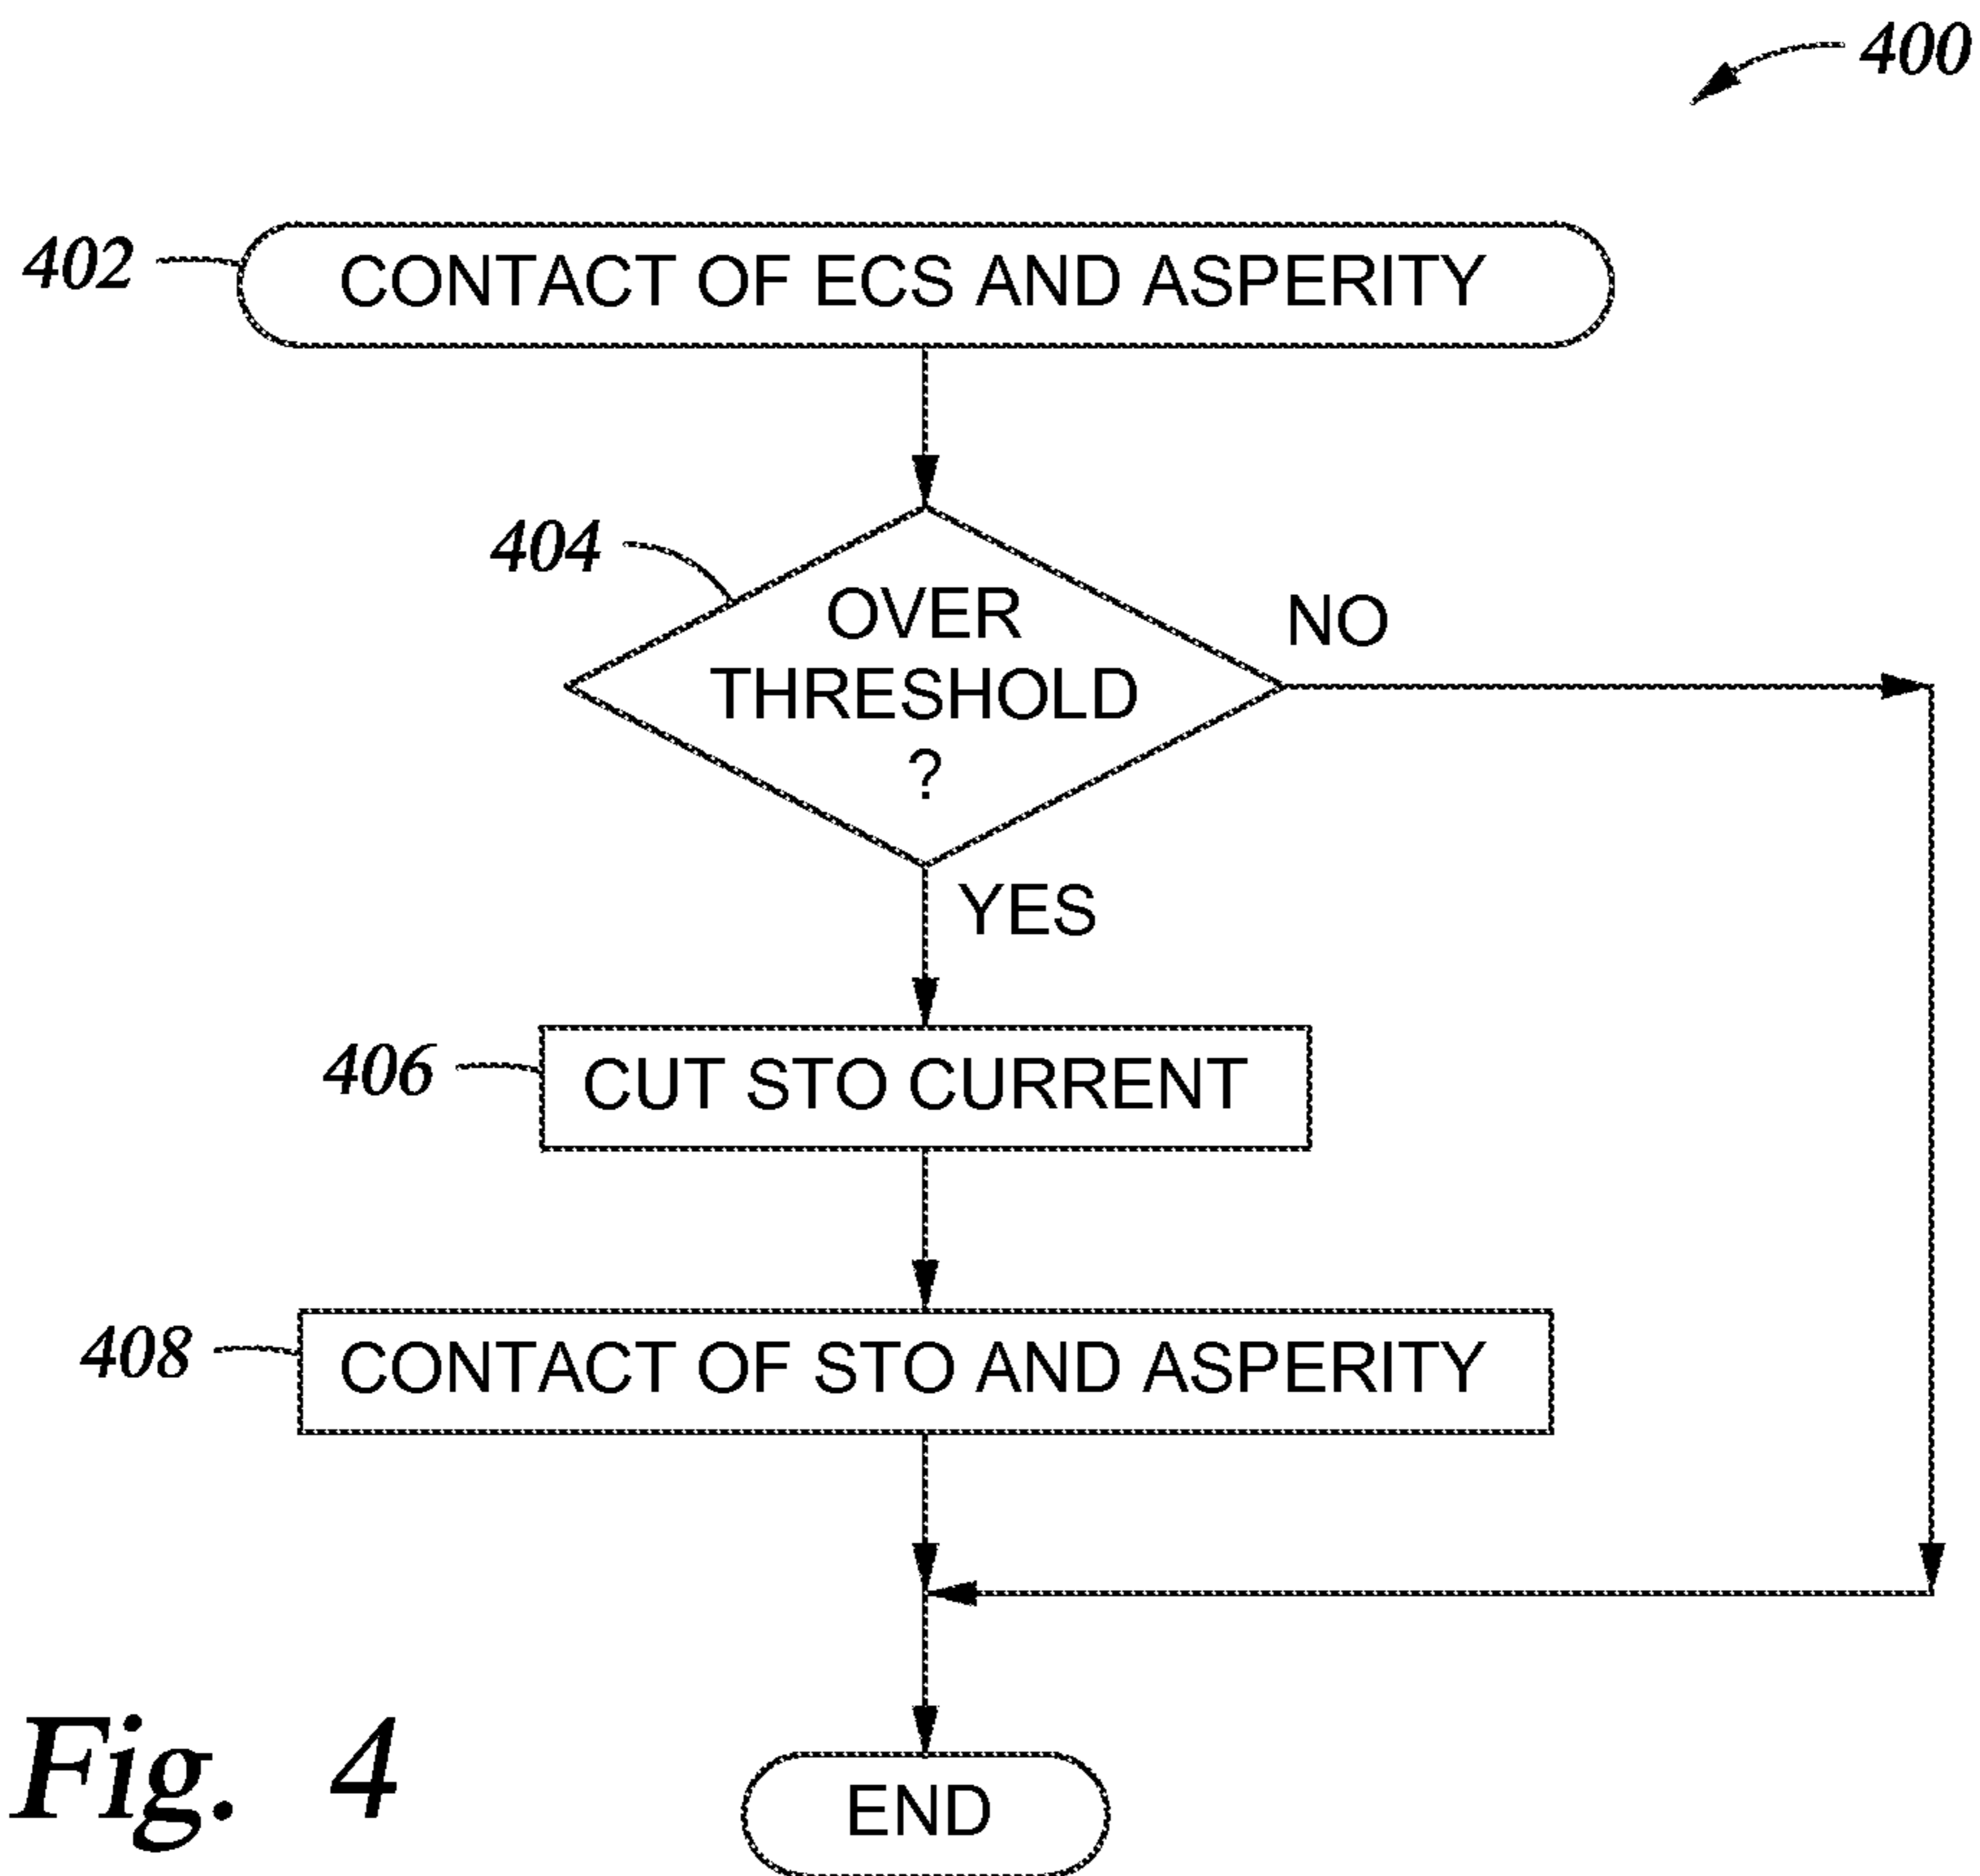 400
402
CONTACT OF ECS AND ASPERITY
404
OVER
THRESHOLD
?
NO
YES
406
CUT STO CURRENT
408
CONTACT OF STO AND ASPERITY
END
Fig. 4